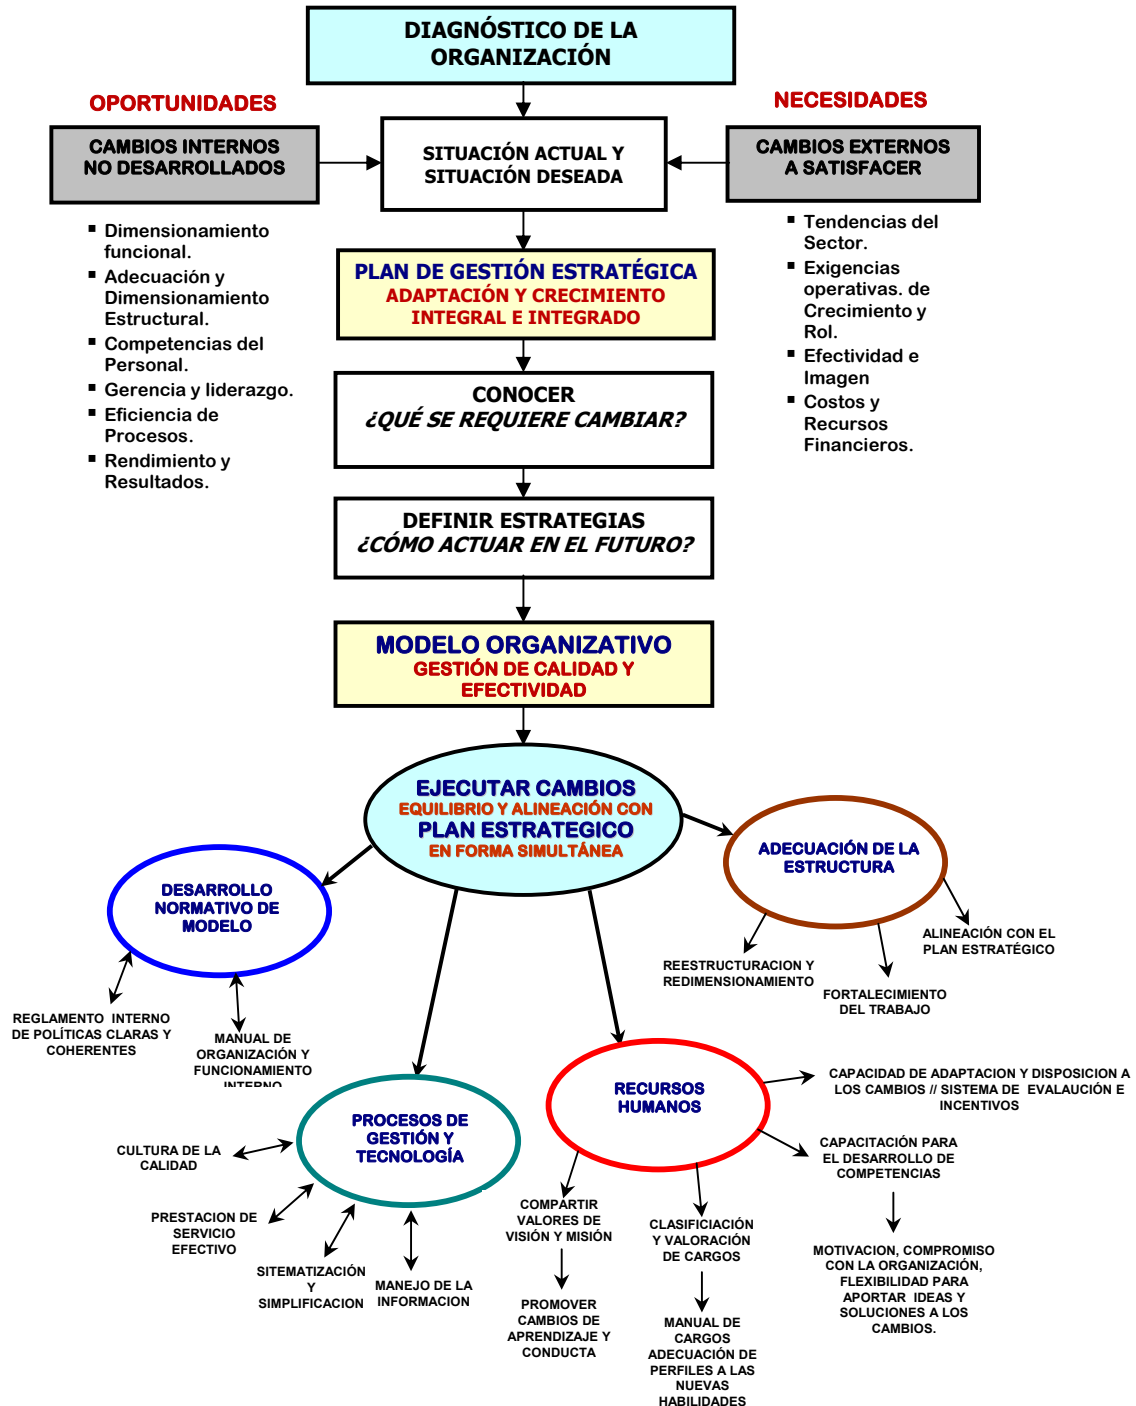 DIAGNÓSTICO DE LA
ORGANIZACIÓN
OPORTUNIDADES
NECESIDADES
CAMBIOS INTERNOS
NO DESARROLLADOS
SITUACIÓN ACTUAL Y
SITUACIÓN DESEADA
CAMBIOS EXTERNOS
A SATISFACER
▪ Dimensionamiento
funcional.
▪ Adecuación y
Dimensionamiento
Estructural.
▪ Competencias del
Personal.
▪ Gerencia y liderazgo.
▪ Eficiencia de
Procesos.
▪ Rendimiento y
Resultados.
▪ Tendencias del
Sector.
▪ Exigencias
operativas. de
Crecimiento y
Rol.
▪ Efectividad e
Imagen
▪ Costos y
Recursos
Financieros.
PLAN DE GESTIÓN ESTRATÉGICA
ADAPTACIÓN Y CRECIMIENTO
INTEGRAL E INTEGRADO
CONOCER
¿QUÉ SE REQUIERE CAMBIAR?
DEFINIR ESTRATEGIAS
¿CÓMO ACTUAR EN EL FUTURO?
MODELO ORGANIZATIVO
GESTIÓN DE CALIDAD Y
EFECTIVIDAD
EJECUTAR CAMBIOS
EQUILIBRIO Y ALINEACIÓN CON
PLAN ESTRATEGICO
EN FORMA SIMULTÁNEA
ADECUACIÓN DE LA
ESTRUCTURA
DESARROLLO
NORMATIVO DE
MODELO
ALINEACIÓN CON EL
PLAN ESTRATÉGICO
REESTRUCTURACION Y
REDIMENSIONAMIENTO
FORTALECIMIENTO
DEL TRABAJO
REGLAMENTO INTERNO
DE POLÍTICAS CLARAS Y
COHERENTES
MANUAL DE
ORGANIZACIÓN Y
FUNCIONAMIENTO
INTERNO
RECURSOS
HUMANOS
CAPACIDAD DE ADAPTACION Y DISPOSICION A
LOS CAMBIOS // SISTEMA DE EVALAUCIÓN E
INCENTIVOS
PROCESOS DE
GESTIÓN Y
TECNOLOGÍA
CULTURA DE LA
CALIDAD
CAPACITACIÓN PARA
EL DESARROLLO DE
COMPETENCIAS
PRESTACION DE
SERVICIO
EFECTIVO
SITEMATIZACIÓN
Y
SIMPLIFICACION
MANEJO DE LA
INFORMACION
COMPARTIR
VALORES DE
VISIÓN Y MISIÓN
CLASIFICIACIÓN
Y VALORACIÓN
DE CARGOS
MOTIVACION, COMPROMISO
CON LA ORGANIZACIÓN,
FLEXIBILIDAD PARA
APORTAR IDEAS Y
SOLUCIONES A LOS
CAMBIOS.
PROMOVER
CAMBIOS DE
APRENDIZAJE Y
CONDUCTA
MANUAL DE
CARGOS
ADECUACIÓN DE
PERFILES A LAS
NUEVAS
HABILIDADES